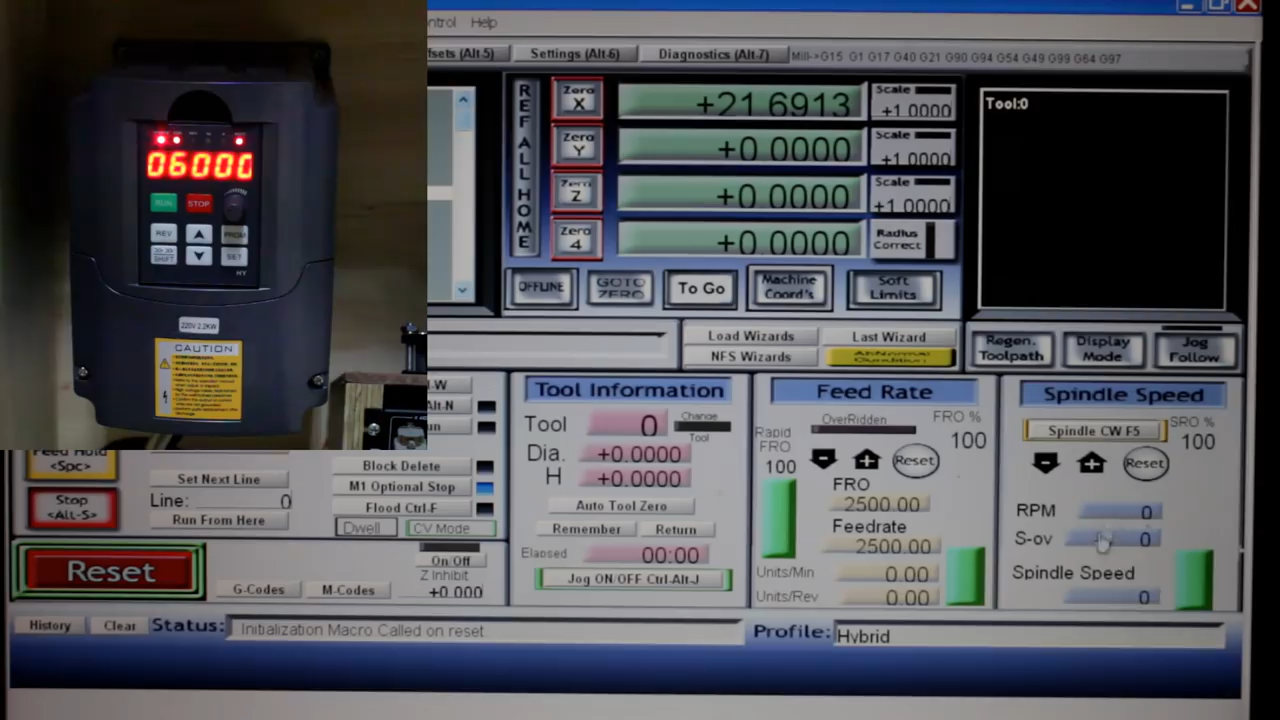 ntrol Help
ffsets (Alt-5) Settings (Alt-6) Diagnostics (Alt-7) Mill->G15 G1 G17 G40 G21 G90 G94 G54 G49 G99 G64 G97
REF ALL HOME
Zero X +21.6913 Scale +1.0000
Zero Y +0.0000 Scale +1.0000
Zero Z +0.0000 Scale +1.0000
Zero 4 +0.0000 Radius Correct
OFFLINE GOTO ZERO To Go Machine Coord's Soft Limits
Tool:0
Load Wizards Last Wizard
NFS Wizards
Regen. Toolpath Display Mode Jog Follow
06000
RUN STOP
REV PROG
>> SHIFT SET
HY
220V 2.2KW
CAUTION
-W
Alt-N
un
Feed Hold
<Spc>
Stop
<Alt-S>
Set Next Line
Line: 0
Run From Here
Block Delete
M1 Optional Stop
Flood Ctrl-F
Dwell CV Mode
Reset
G-Codes M-Codes
On/Off
Z Inhibit
+0.000
Tool Information
Tool 0 Change Tool
Dia. +0.0000
H +0.0000
Auto Tool Zero
Remember Return
Elapsed 00:00
Jog ON/OFF Ctrl-Alt-J
Feed Rate
OverRidden FRO %
Rapid FRO 100 Reset 100
FRO
2500.00
Feedrate
2500.00
Units/Min 0.00
Units/Rev 0.00
Spindle Speed
Spindle CW F5 SRO %
100
Reset
RPM 0
S-ov 0
Spindle Speed
0
History Clear Status: Initialization Macro Called on reset. Profile: Hybrid